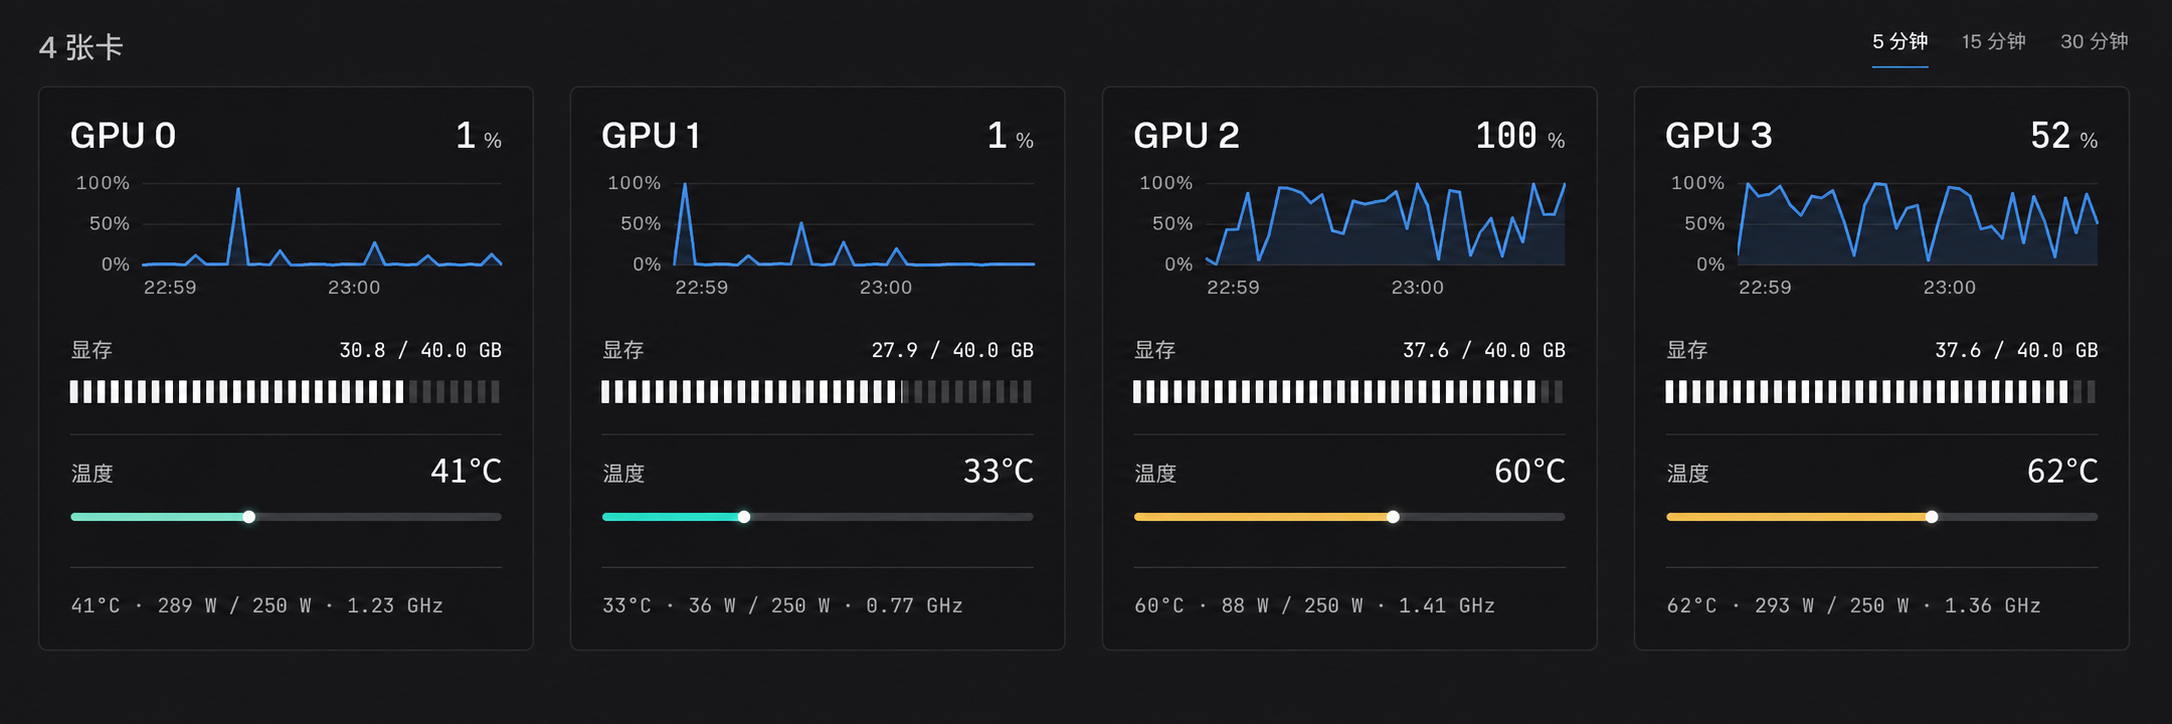 4 张卡
5 分钟 15 分钟 30 分钟
GPU 0
1 %
100%
50%
0%
22:59 23:00
显存 30.8 / 40.0 GB
温度 41°C
41°C · 289 W / 250 W · 1.23 GHz
GPU 1
1 %
100%
50%
0%
22:59 23:00
显存 27.9 / 40.0 GB
温度 33°C
33°C · 36 W / 250 W · 0.77 GHz
GPU 2
100 %
100%
50%
0%
22:59 23:00
显存 37.6 / 40.0 GB
温度 60°C
60°C · 88 W / 250 W · 1.41 GHz
GPU 3
52 %
100%
50%
0%
22:59 23:00
显存 37.6 / 40.0 GB
温度 62°C
62°C · 293 W / 250 W · 1.36 GHz